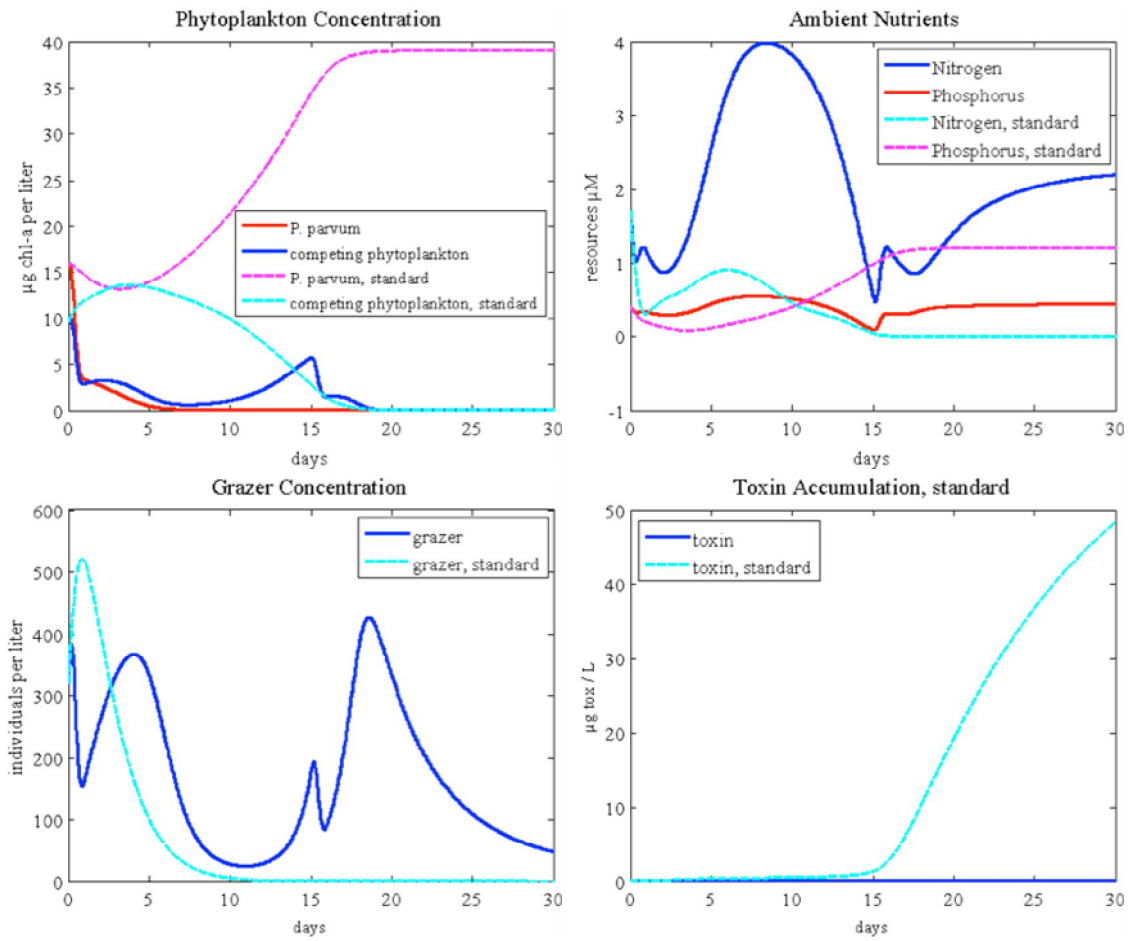 Phytoplankton Concentration
40
35
30
25
20
15
10
5
0
µg chl-a per liter
P. parvum
competing phytoplankton
P. parvum, standard
competing phytoplankton, standard
0 5 10 15 20 25 30
days
Ambient Nutrients
4
3
2
1
0
-1
resources µM
Nitrogen
Phosphorus
Nitrogen, standard
Phosphorus, standard
0 5 10 15 20 25 30
days
Grazer Concentration
600
500
400
300
200
100
0
individuals per liter
grazer
grazer, standard
0 5 10 15 20 25 30
days
Toxin Accumulation, standard
50
40
30
20
10
0
µg tox / L
toxin
toxin, standard
0 5 10 15 20 25 30
days